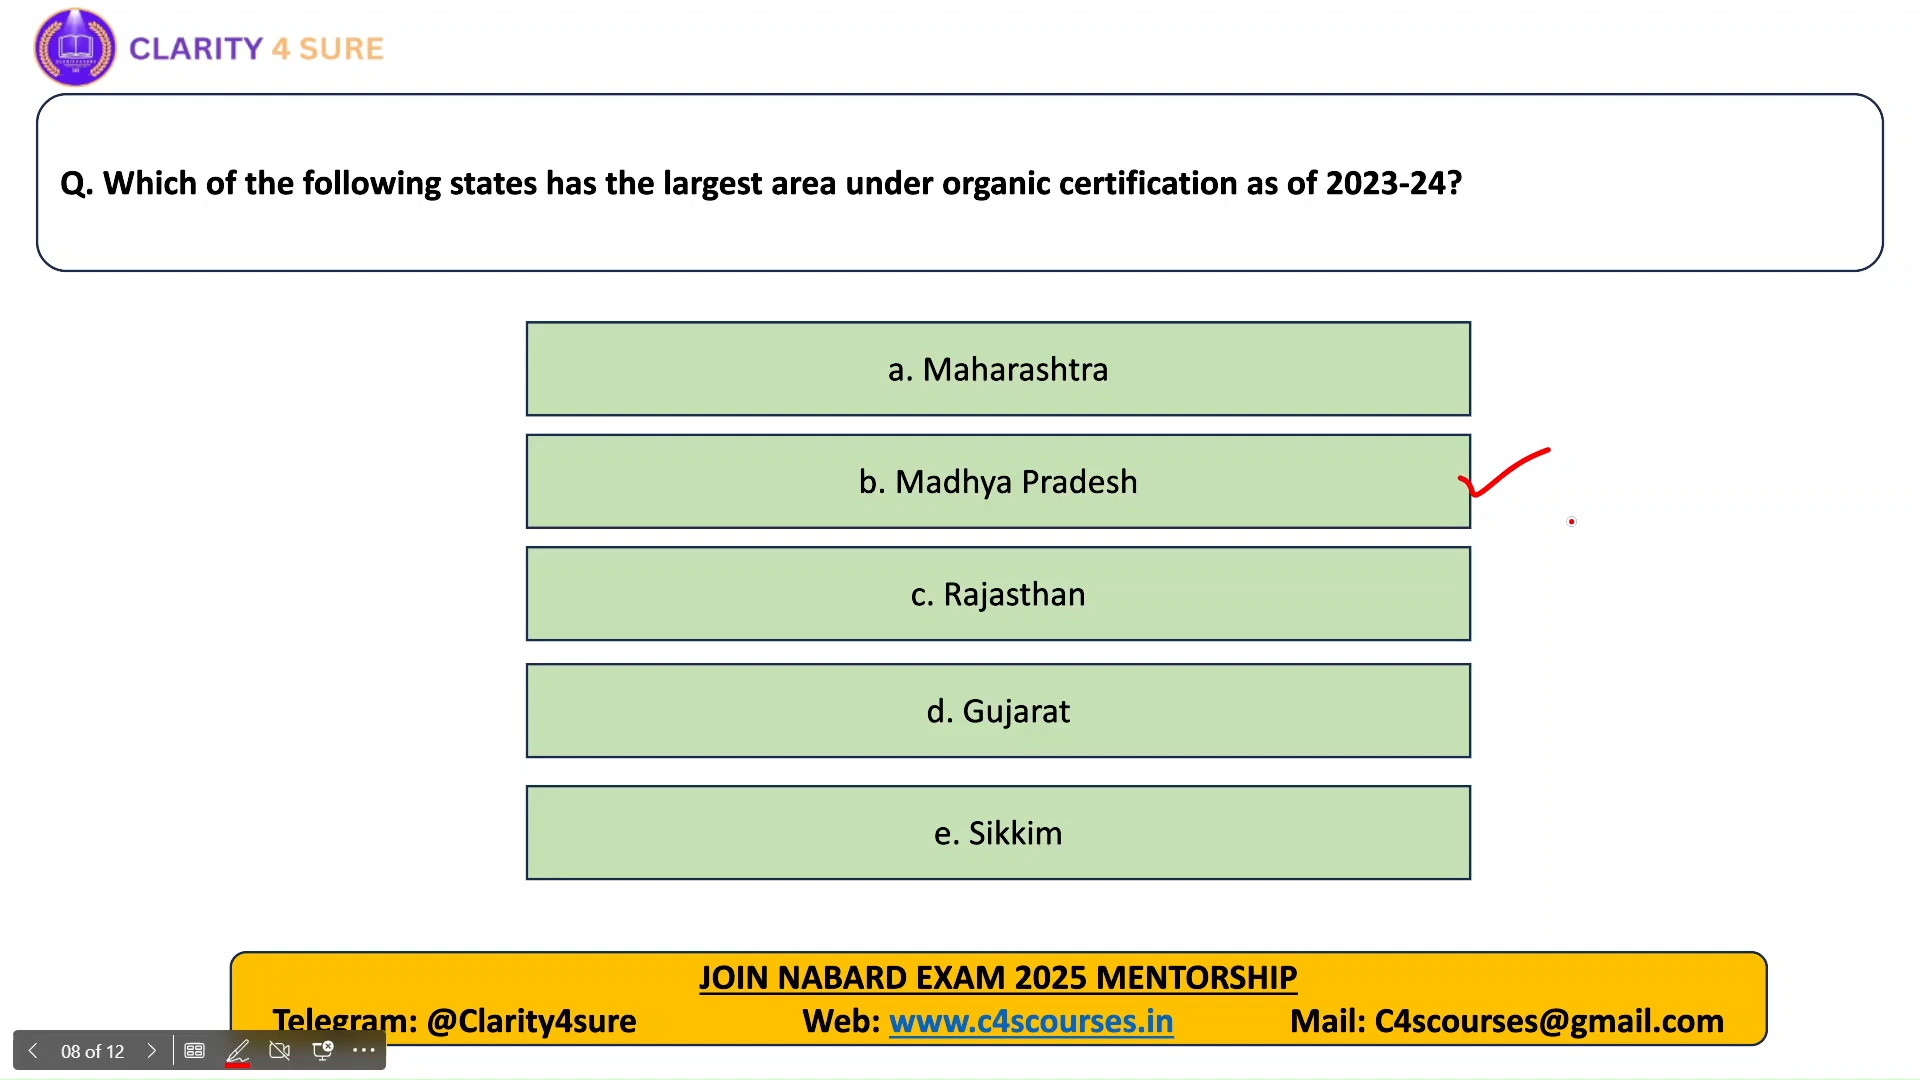 CLARITY 4 SURE
Q. Which of the following states has the largest area under organic certification as of 2023-24?
a. Maharashtra
b. Madhya Pradesh
c. Rajasthan
d. Gujarat
e. Sikkim
JOIN NABARD EXAM 2025 MENTORSHIP
Telegram: @Clarity4sure Web: www.c4scourses.in Mail: C4scourses@gmail.com
08 of 12